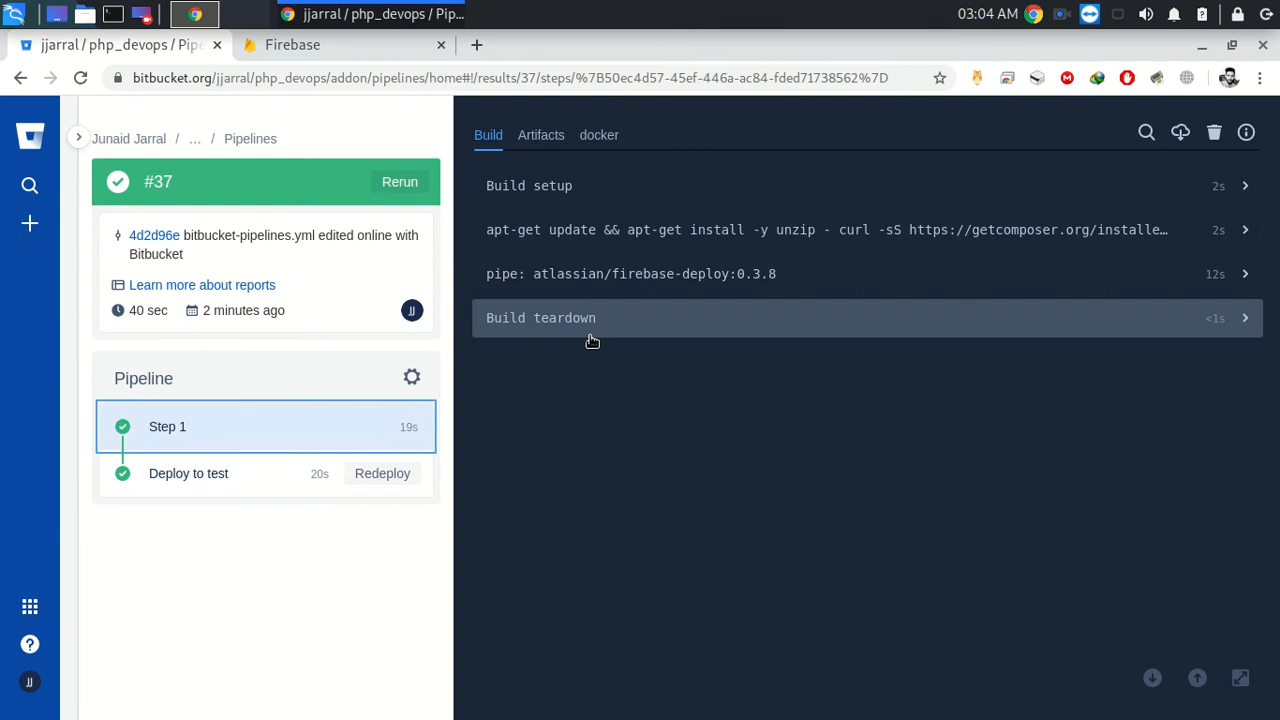 jjarral / php_devops / Pip...
03:04 AM
jjarral / php_devops / Pipe
Firebase
bitbucket.org/jjarral/php_devops/addon/pipelines/home#!/results/37/steps/%7B50ec4d57-45ef-446a-ac84-fded71738562%7D
Junaid Jarral / ... / Pipelines
#37
Rerun
4d2d96e bitbucket-pipelines.yml edited online with
Bitbucket
Learn more about reports
40 sec 2 minutes ago JJ
Pipeline
Step 1 19s
Deploy to test 20s Redeploy
JJ
Build Artifacts docker
Build setup 2s
apt-get update && apt-get install -y unzip - curl -sS https://getcomposer.org/installe… 2s
pipe: atlassian/firebase-deploy:0.3.8 12s
Build teardown <1s